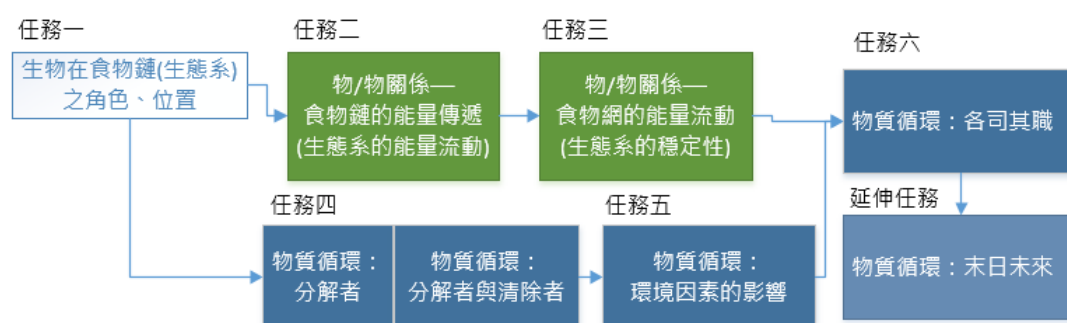 任務一
生物在食物鏈(生態系)
之角色、位置
任務二
物/物關係—
食物鏈的能量傳遞
(生態系的能量流動)
任務三
物/物關係—
食物網的能量流動
(生態系的穩定性)
任務四
物質循環：
分解者
物質循環：
分解者與清除者
任務五
物質循環：
環境因素的影響
任務六
物質循環：各司其職
延伸任務
物質循環：末日未來